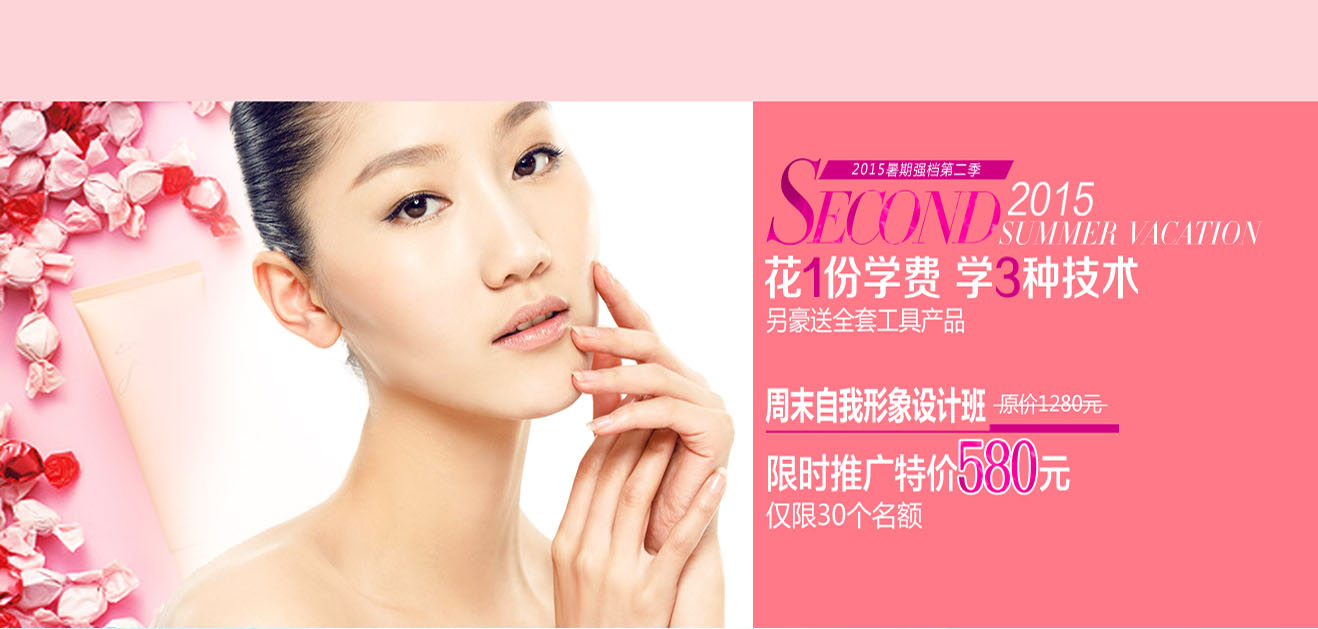 2015暑期强档第二季
SECOND 2015
SUMMER VACATION
花1份学费 学3种技术
另豪送全套工具产品
周末自我形象设计班 原价1280元
限时推广特价580元
仅限30个名额